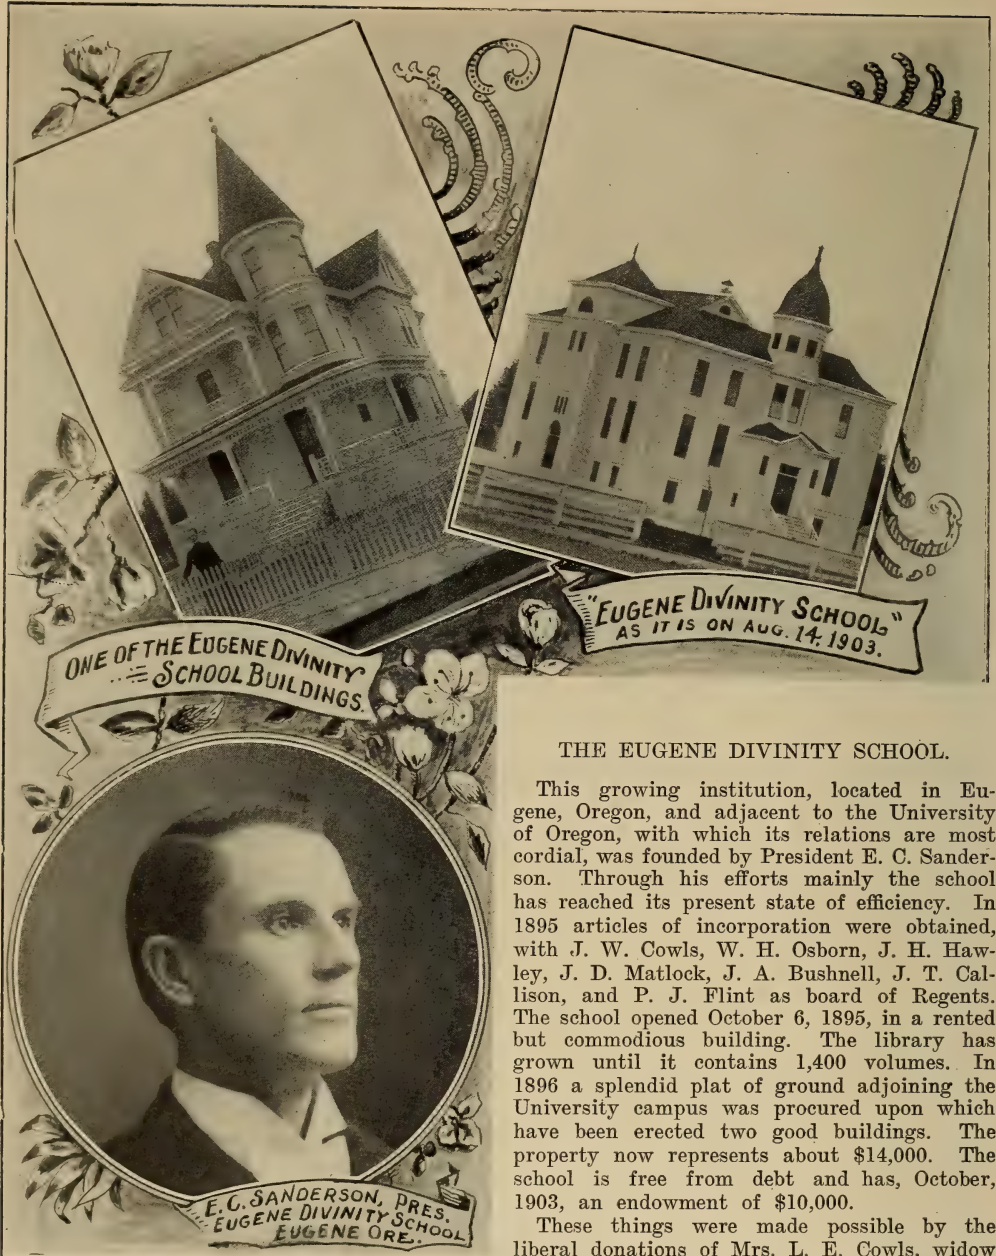 ONE OF THE EUGENE DIVINITY
SCHOOL BUILDINGS.
"EUGENE DIVINITY SCHOOL"
AS IT IS ON AUG. 14, 1903.
E. C. SANDERSON, PRES.
EUGENE DIVINITY SCHOOL
EUGENE ORE.
THE EUGENE DIVINITY SCHOOL.
This growing institution, located in Eu-
gene, Oregon, and adjacent to the University
of Oregon, with which its relations are most
cordial, was founded by President E. C. Sander-
son. Through his efforts mainly the school
has reached its present state of efficiency. In
1895 articles of incorporation were obtained,
with J. W. Cowls, W. H. Osborn, J. H. Haw-
ley, J. D. Matlock, J. A. Bushnell, J. T. Cal-
lison, and P. J. Flint as board of Regents.
The school opened October 6, 1895, in a rented
but commodious building. The library has
grown until it contains 1,400 volumes. In
1896 a splendid plat of ground adjoining the
University campus was procured upon which
have been erected two good buildings. The
property now represents about $14,000. The
school is free from debt and has, October,
1903, an endowment of $10,000.
These things were made possible by the
liberal donations of Mrs. L. E. Cowls, widow